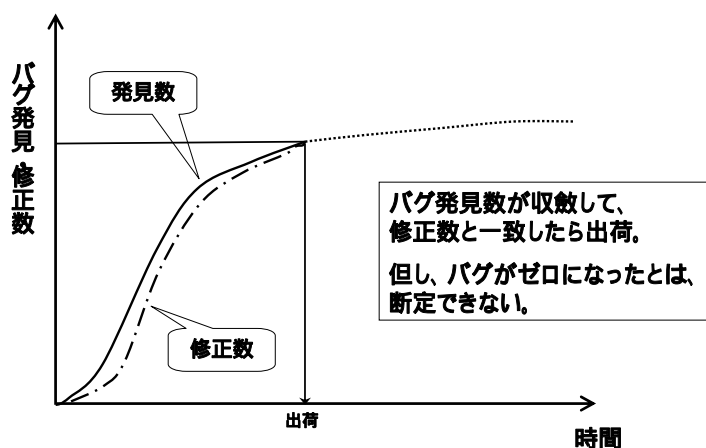 バグ発見・修正数
発見数
バグ発見数が収斂して、
修正数と一致したら出荷。
但し、バグがゼロになったとは、
断定できない。
修正数
出荷
時間